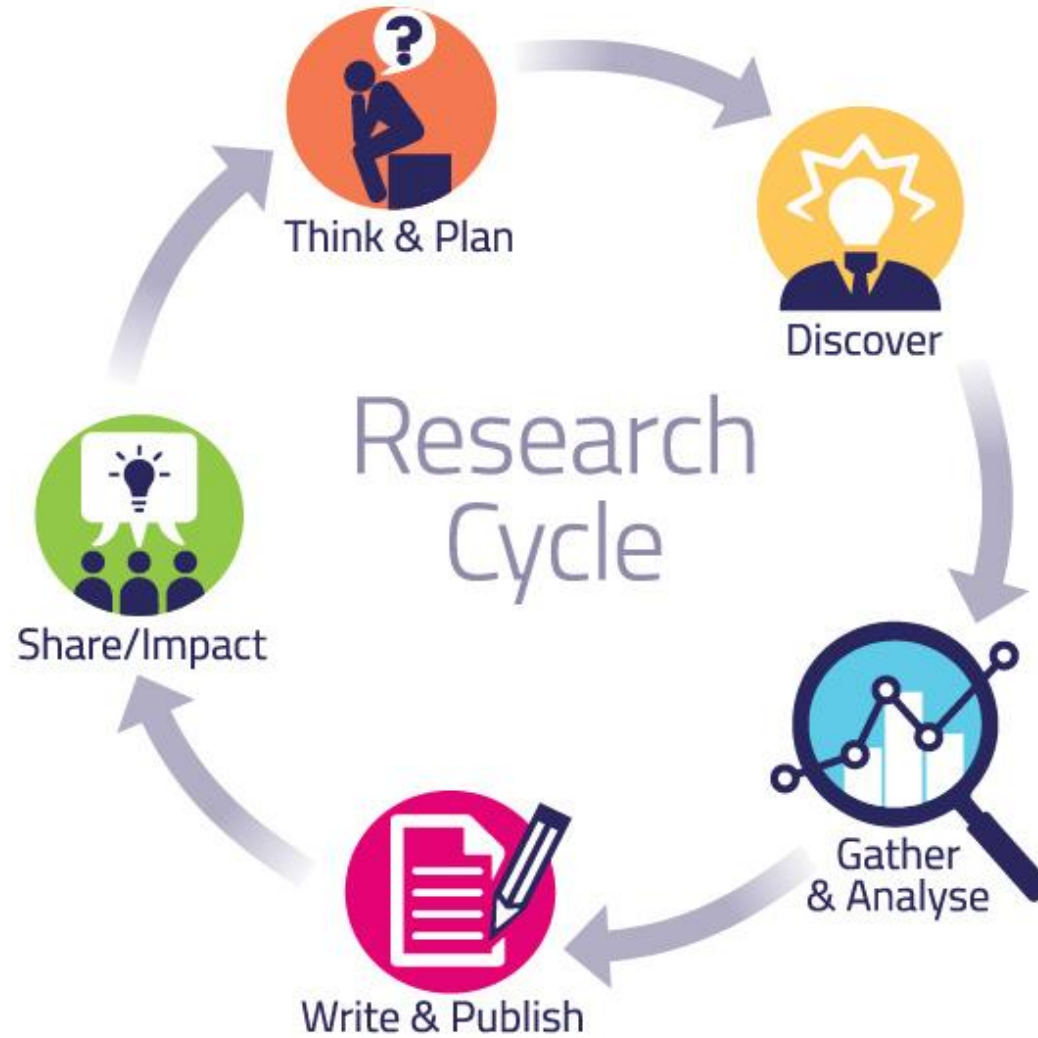 ?
Think & Plan
Discover
Research
Cycle
Share/Impact
Gather
& Analyse
Write & Publish